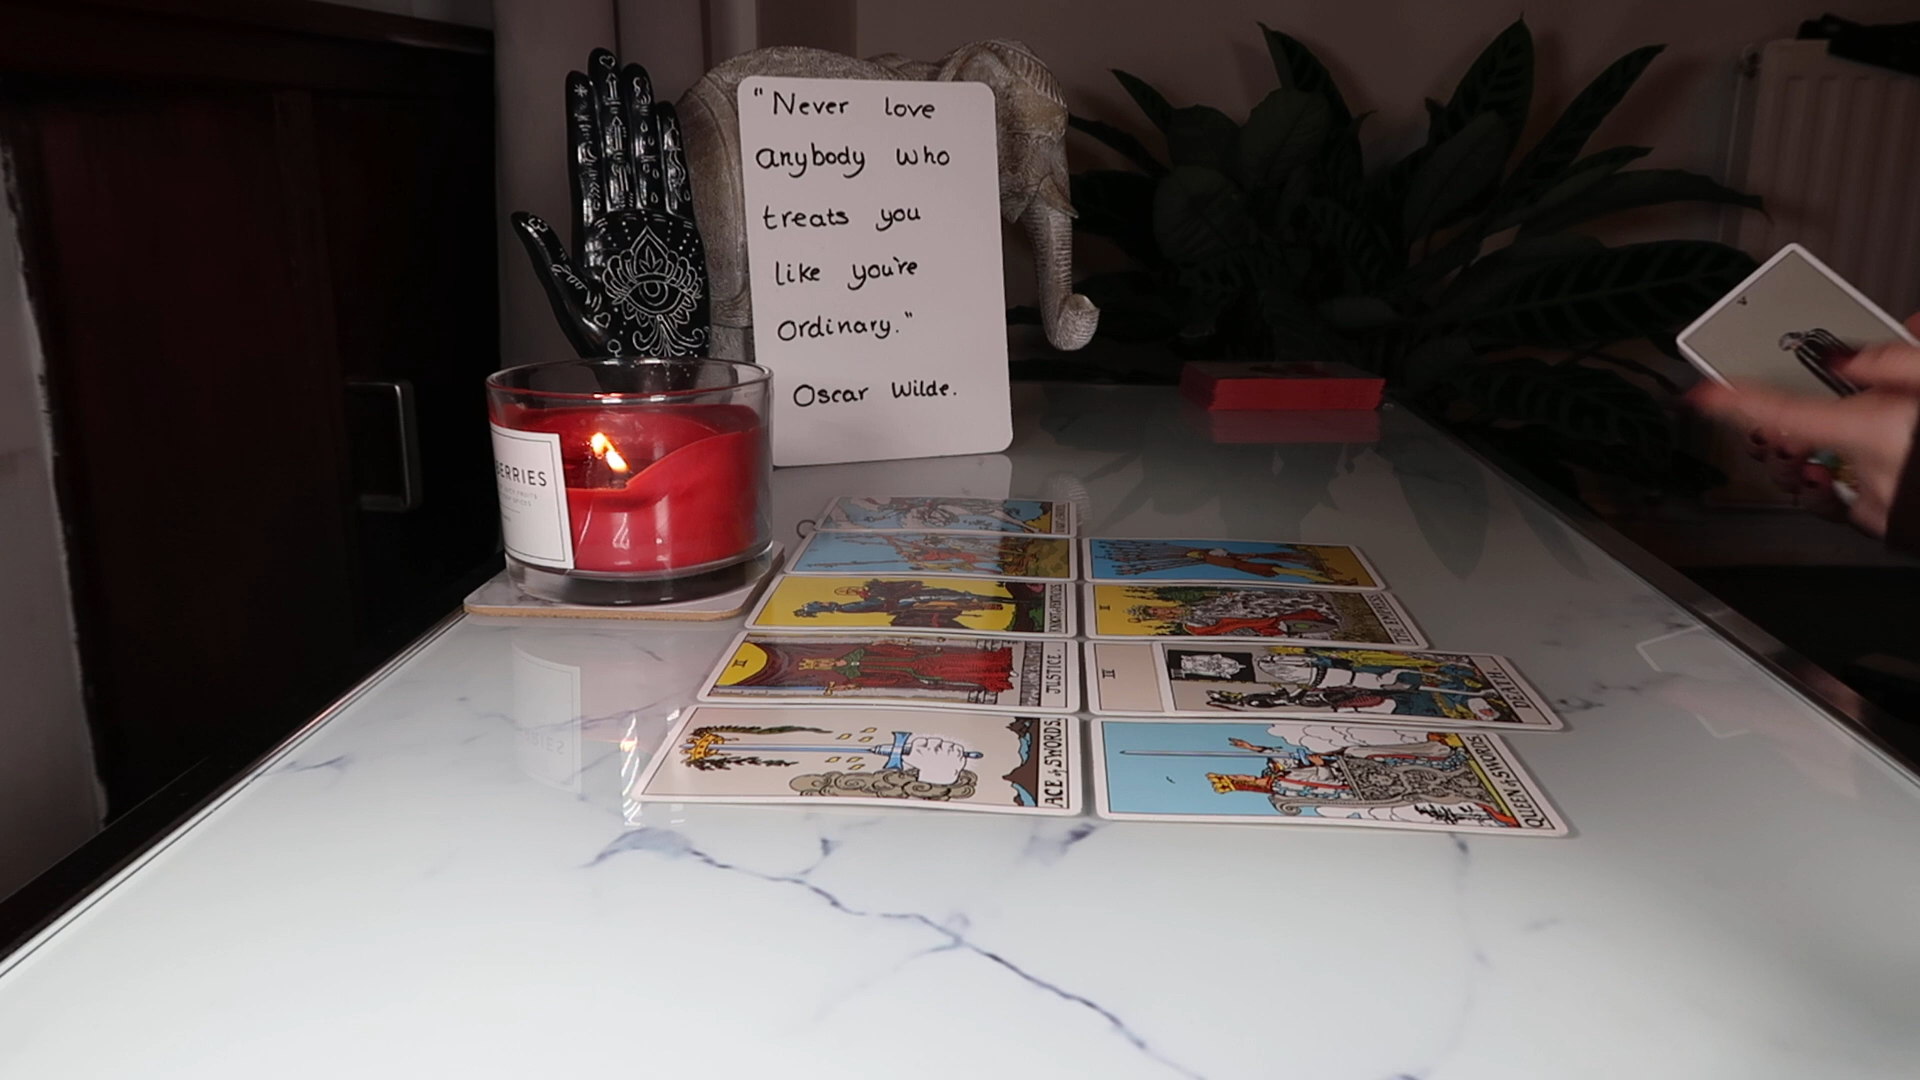 "Never love
anybody who
treats you
like you're
ordinary."
Oscar Wilde.
BERRIES
JUSTICE.
DEATH.
ACE of SWORDS.
QUEEN of SWORDS.